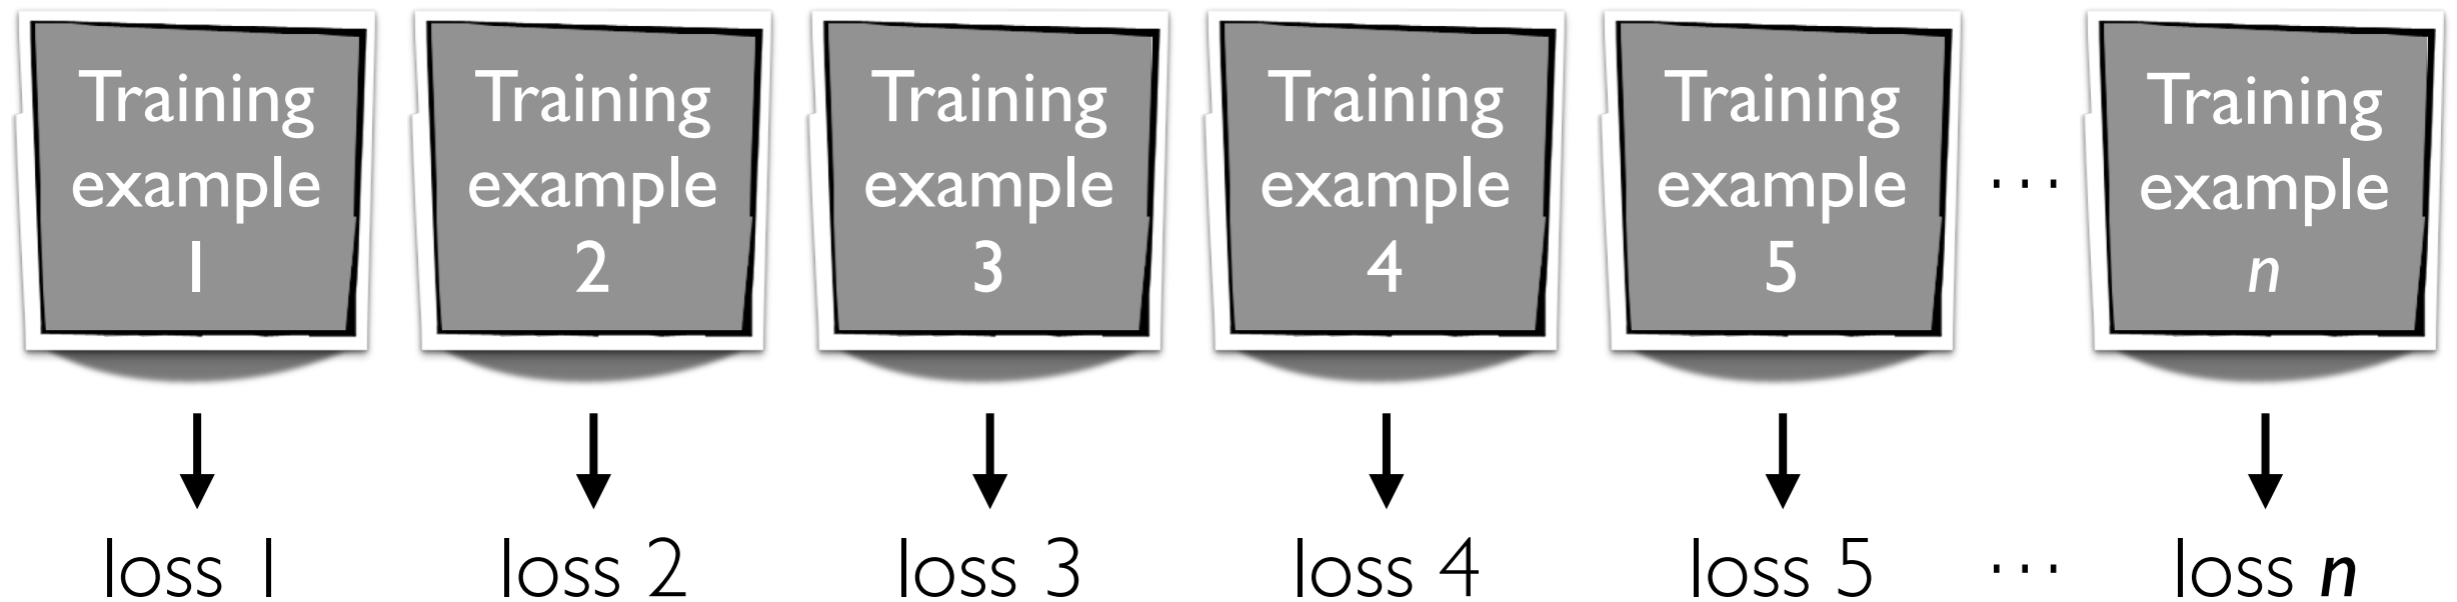 Training
example
1
Training
example
2
Training
example
3
Training
example
4
Training
example
5
...
Training
example
n
loss 1
loss 2
loss 3
loss 4
loss 5
...
loss n